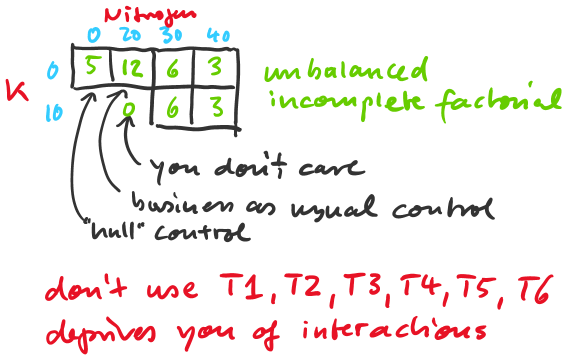 Nitrogen
0 20 30 40
K 0 5 12 6 3
10 0 6 3
unbalanced
incomplete factorial
you don't care
business as usual control
"null" control
don't use T1, T2, T3, T4, T5, T6
deprives you of interactions